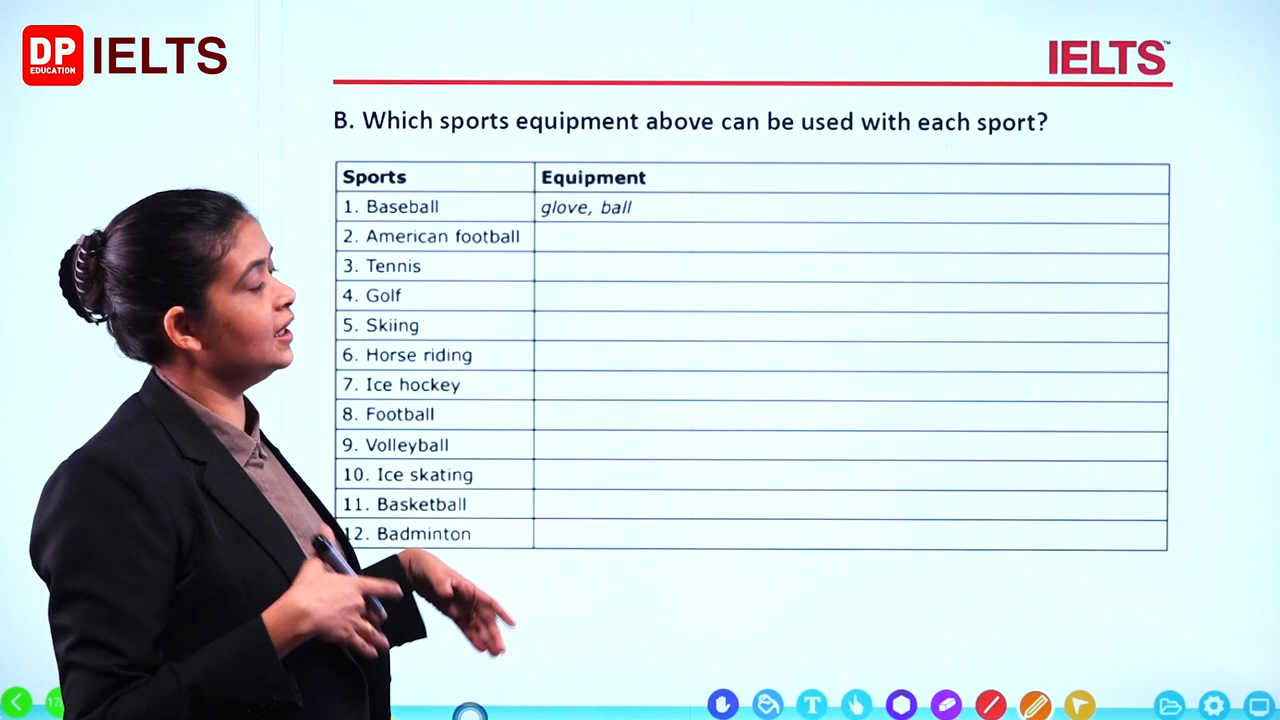 DP
EDUCATION
IELTS
IELTS™
B. Which sports equipment above can be used with each sport?
Sports Equipment
1. Baseball glove, ball
2. American football
3. Tennis
4. Golf
5. Skiing
6. Horse riding
7. Ice hockey
8. Football
9. Volleyball
10. Ice skating
11. Basketball
12. Badminton
T